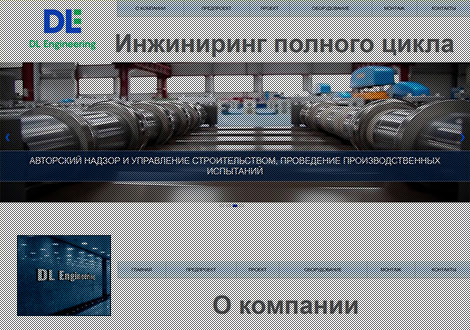 О КОМПАНИИ ПРЕДПРОЕКТ ПРОЕКТ ОБОРУДОВАНИЕ МОНТАЖ КОНТАКТЫ
DLE
DL Engineering
Инжиниринг полного цикла
АВТОРСКИЙ НАДЗОР И УПРАВЛЕНИЕ СТРОИТЕЛЬСТВОМ, ПРОВЕДЕНИЕ ПРОИЗВОДСТВЕННЫХ
ИСПЫТАНИЙ
DL Engineering
ГЛАВНАЯ ПРЕДПРОЕКТ ПРОЕКТ ОБОРУДОВАНИЕ МОНТАЖ КОНТАКТЫ
О компании